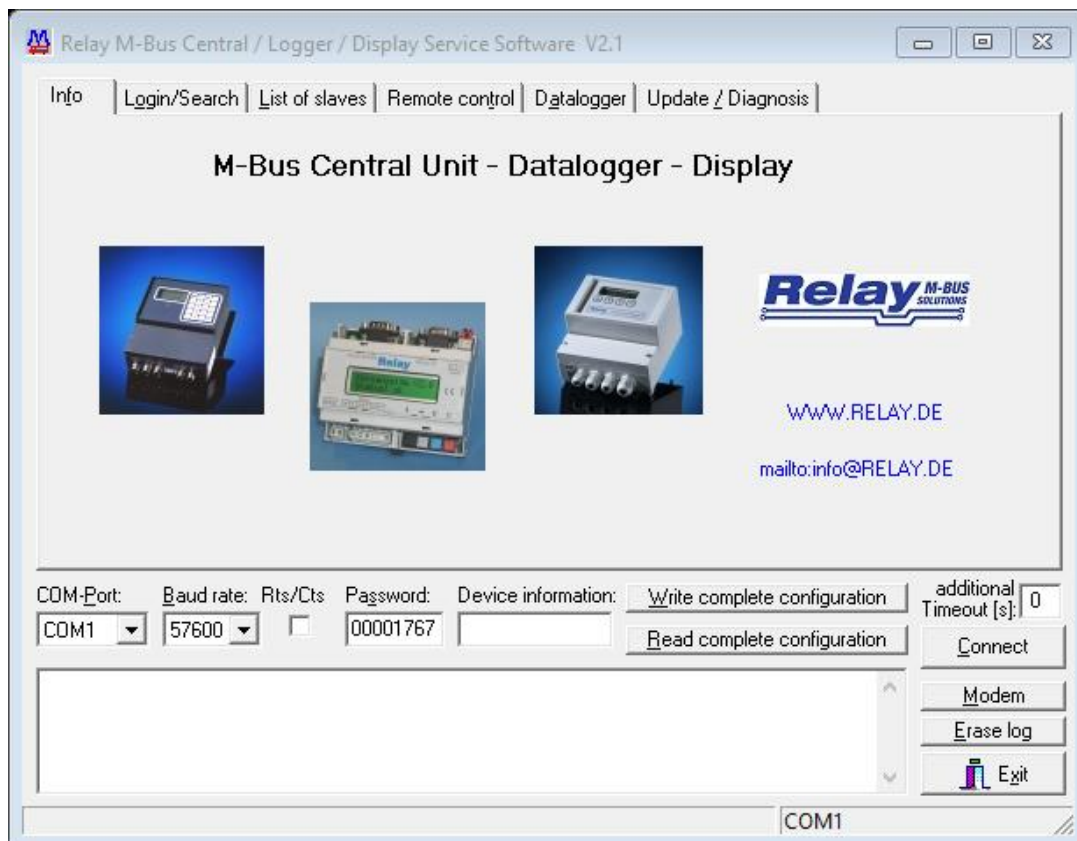 Relay M-Bus Central / Logger / Display Service Software V2.1
Info Login/Search List of slaves Remote control Datalogger Update / Diagnosis
M-Bus Central Unit - Datalogger - Display
Relay M-BUS SOLUTIONS
Relay
WWW.RELAY.DE
mailto:info@RELAY.DE
COM-Port: Baud rate: Rts/Cts Password: Device information: Write complete configuration additional Timeout [s]: 0
COM1 57600 00001767 Read complete configuration Connect
Modem
Erase log
Exit
COM1